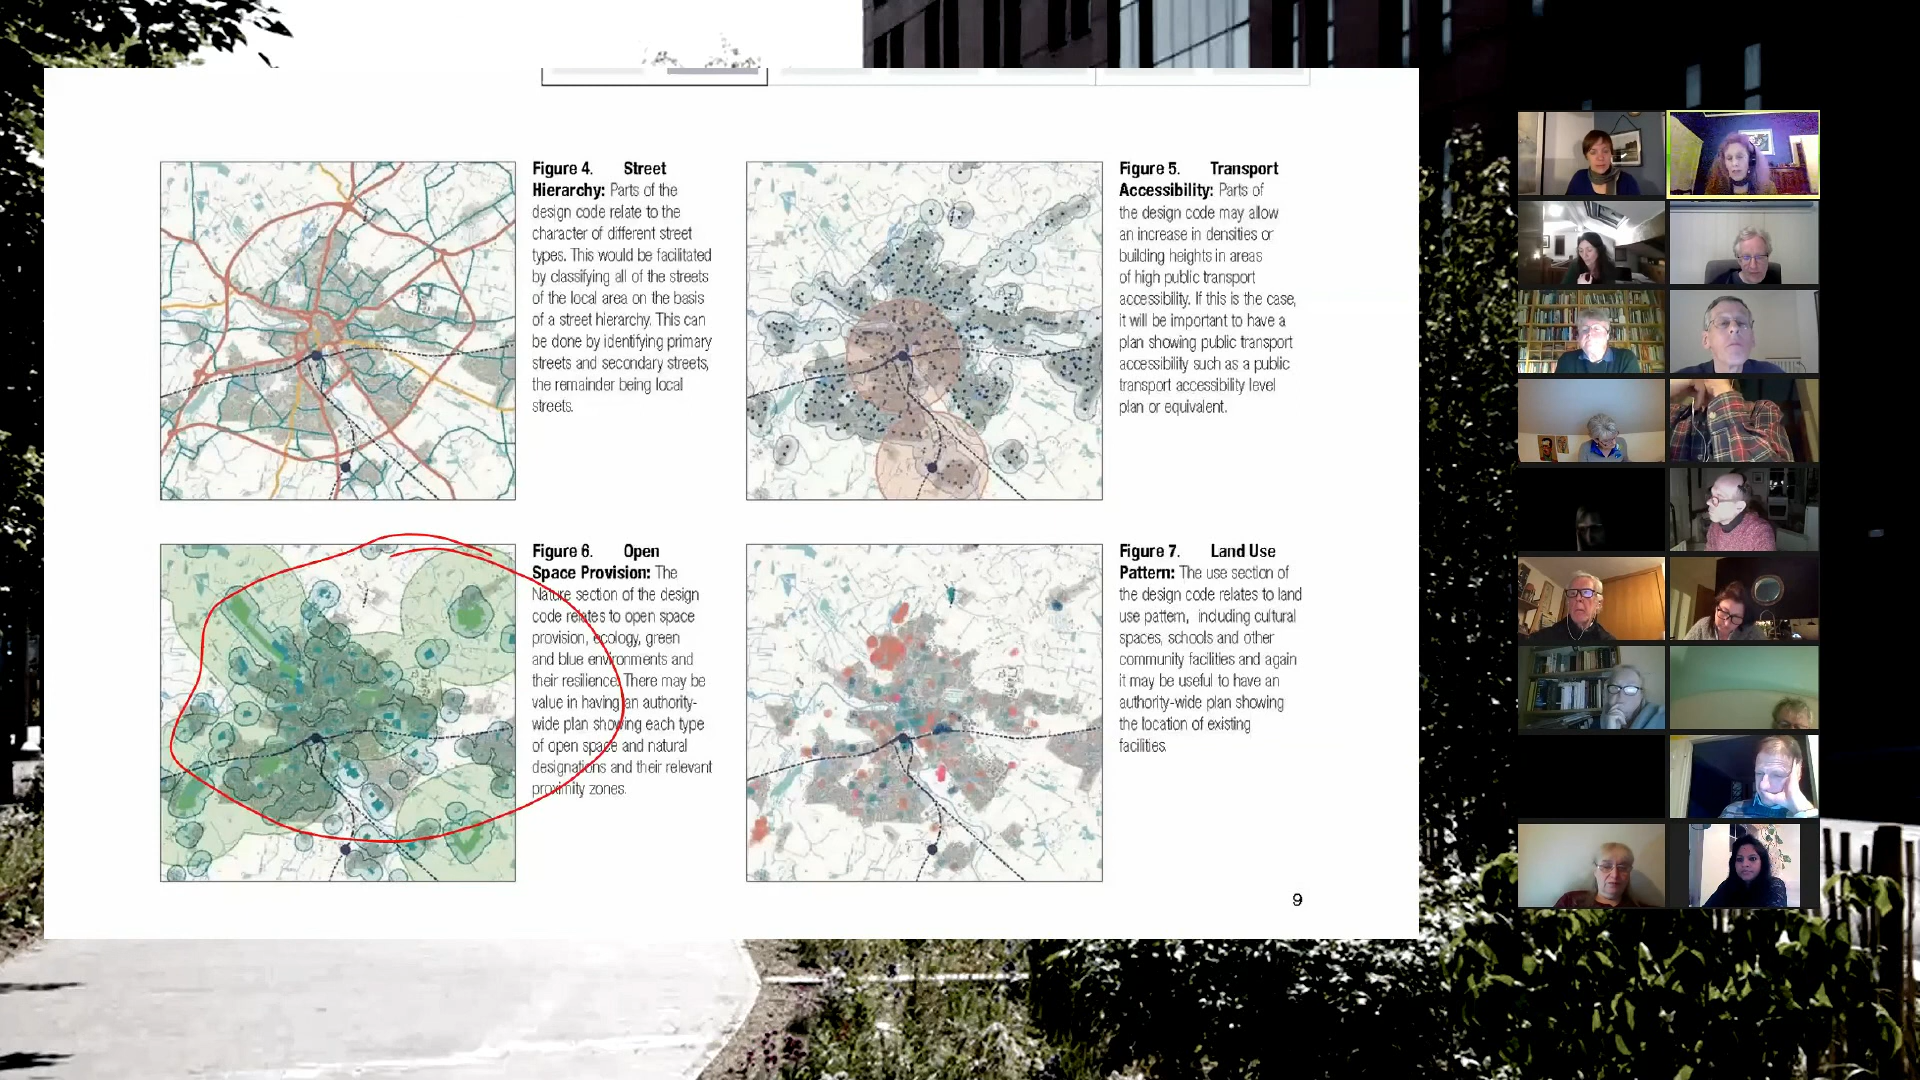 Figure 4. Street
Hierarchy: Parts of the
design code relate to the
character of different street
types. This would be facilitated
by classifying all of the streets
of the local area on the basis
of a street hierarchy. This can
be done by identifying primary
streets and secondary streets,
the remainder being local
streets.
Figure 5. Transport
Accessibility: Parts of
the design code may allow
an increase in densities or
building heights in areas
of high public transport
accessibility. If this is the case,
it will be important to have a
plan showing public transport
accessibility such as a public
transport accessibility level
plan or equivalent.
Figure 6. Open
Space Provision: The
Nature section of the design
code relates to open space
provision, ecology, green
and blue environments and
their resilience. There may be
value in having an authority-
wide plan showing each type
of open space and natural
designations and their relevant
proximity zones.
Figure 7. Land Use
Pattern: The use section of
the design code relates to land
use pattern, including cultural
spaces, schools and other
community facilities and again
it may be useful to have an
authority-wide plan showing
the location of existing
facilities.
9